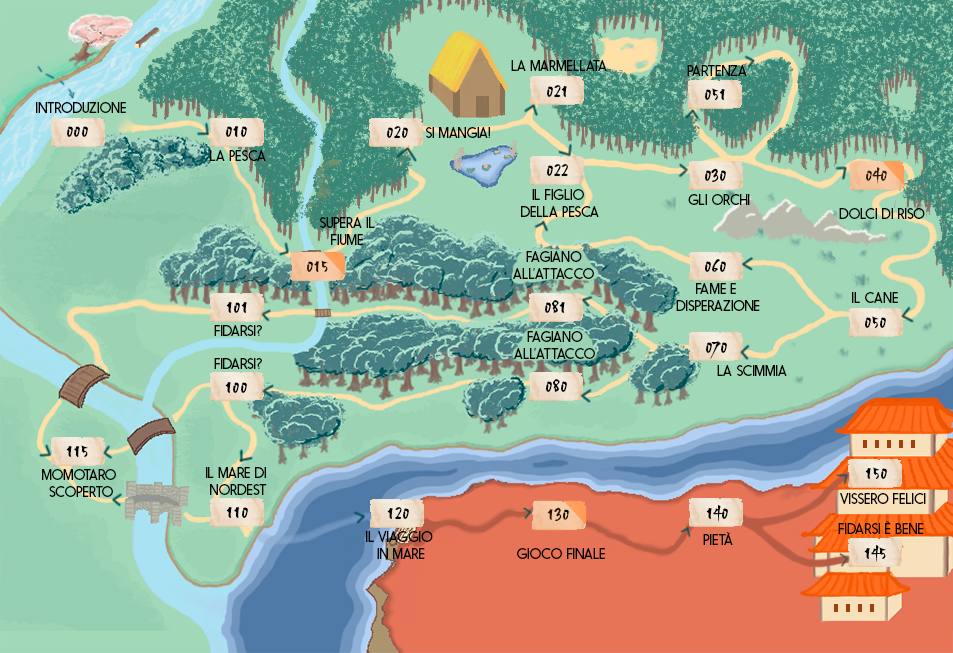 LA MARMELLATA
021
PARTENZA
051
INTRODUZIONE
000
010
LA PESCA
020
SI MANGIA!
022
IL FIGLIO
DELLA PESCA
030
GLI ORCHI
040
DOLCI DI RISO
SUPERA IL
FIUME
015
FAGIANO
ALL'ATTACCO
081
060
FAME E
DISPERAZIONE
IL CANE
050
101
FIDARSI?
FAGIANO
ALL'ATTACCO
080
070
LA SCIMMIA
FIDARSI?
100
115
MOMOTARO
SCOPERTO
IL MARE DI
NORDEST
110
120
IL VIAGGIO
IN MARE
130
GIOCO FINALE
140
PIETÀ
150
VISSERO FELICI
FIDARSI È BENE
145